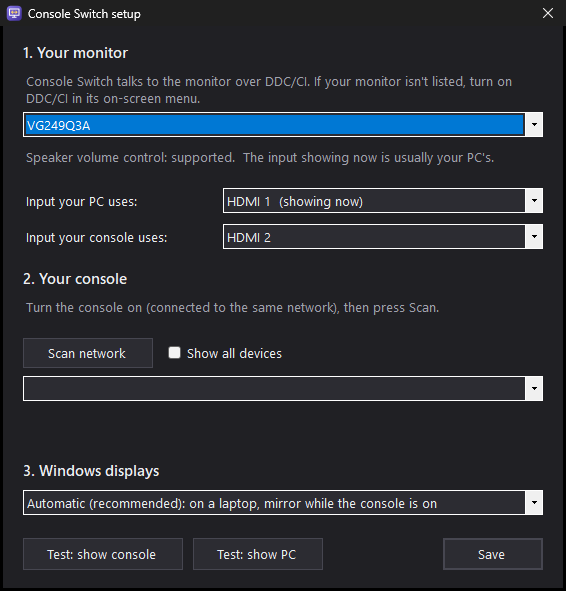 Console Switch setup
1. Your monitor
Console Switch talks to the monitor over DDC/CI. If your monitor isn't listed, turn on
DDC/CI in its on-screen menu.
VG249Q3A
Speaker volume control: supported.  The input showing now is usually your PC's.
Input your PC uses:
HDMI 1  (showing now)
Input your console uses:
HDMI 2
2. Your console
Turn the console on (connected to the same network), then press Scan.
Scan network
Show all devices
3. Windows displays
Automatic (recommended): on a laptop, mirror while the console is on
Test: show console
Test: show PC
Save